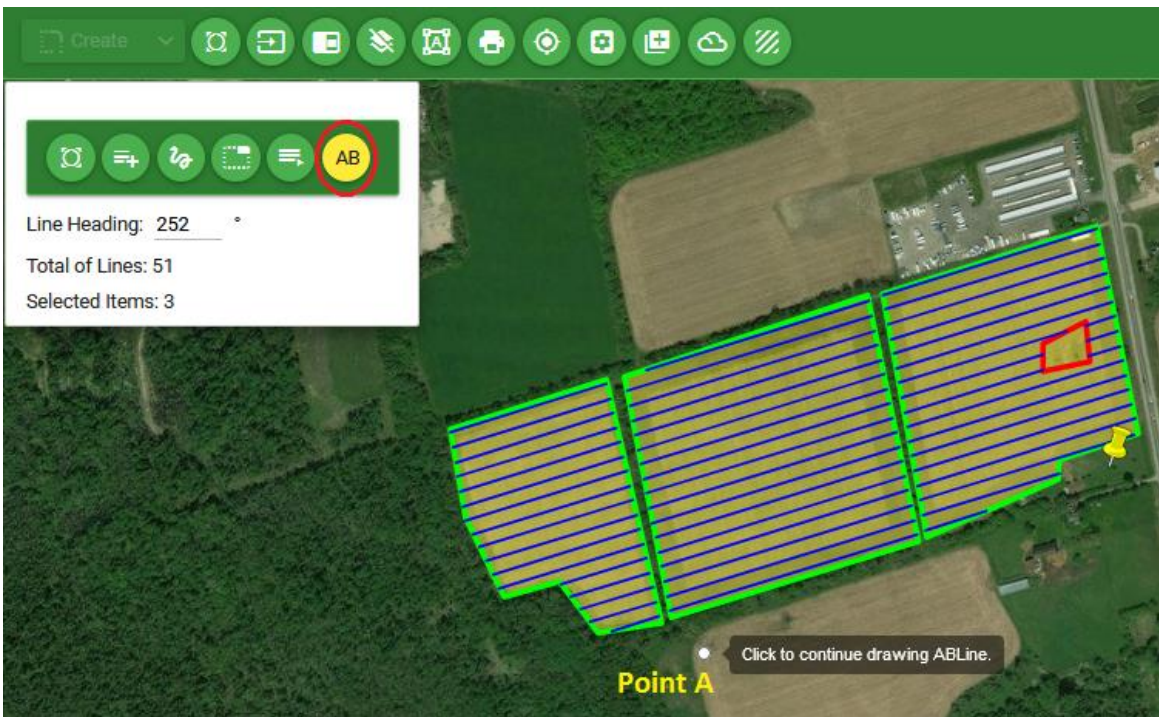 Create
AB
Line Heading: 252 °
Total of Lines: 51
Selected Items: 3
Click to continue drawing ABLine.
Point A